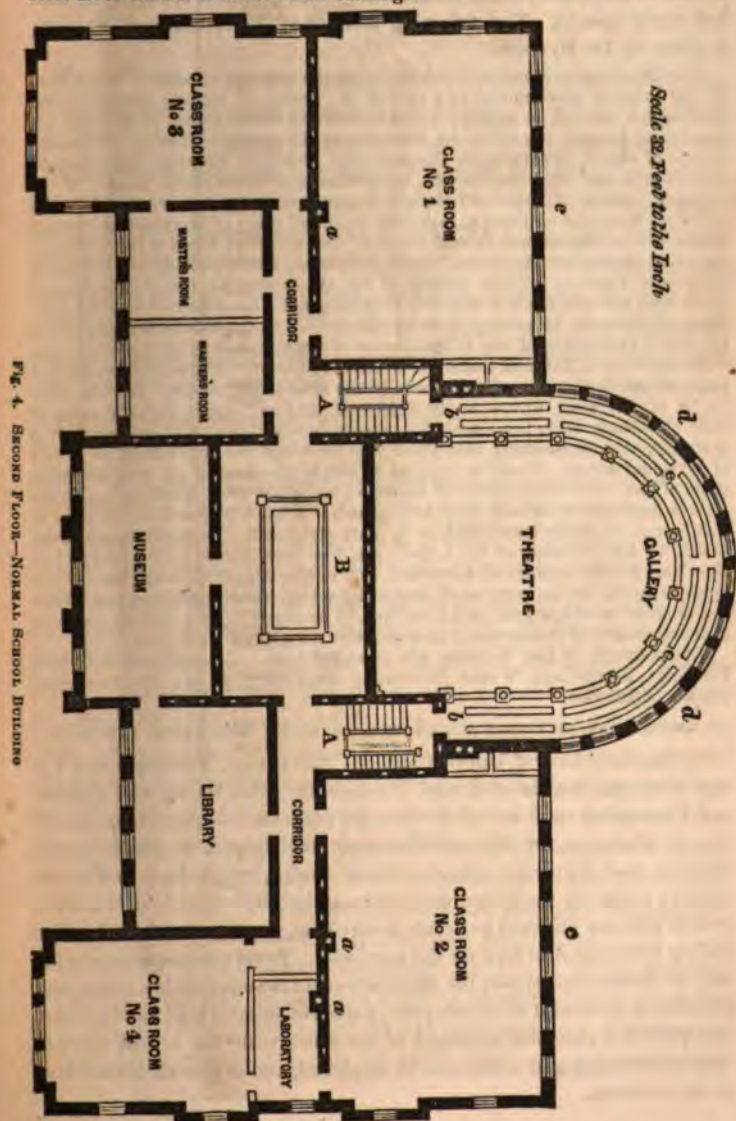 Scale 32 Feet to the Inch
d
d
GALLERY
e
c
THEATRE
CLASS ROOM
No 1
b
b
CLASS ROOM
No 2
a
A
B
A
a
a
CORRIDOR
CORRIDOR
LABORATORY
CLASS ROOM
No 3
MASTER'S ROOM
MASTER'S ROOM
MUSEUM
LIBRARY
CLASS ROOM
No 4
Fig. 4. SECOND FLOOR—NORMAL SCHOOL BUILDING